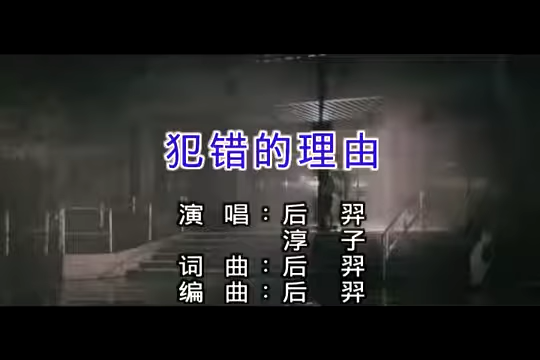 犯错的理由
演 唱：后 羿
淳 子
词 曲：后 羿
编 曲：后 羿